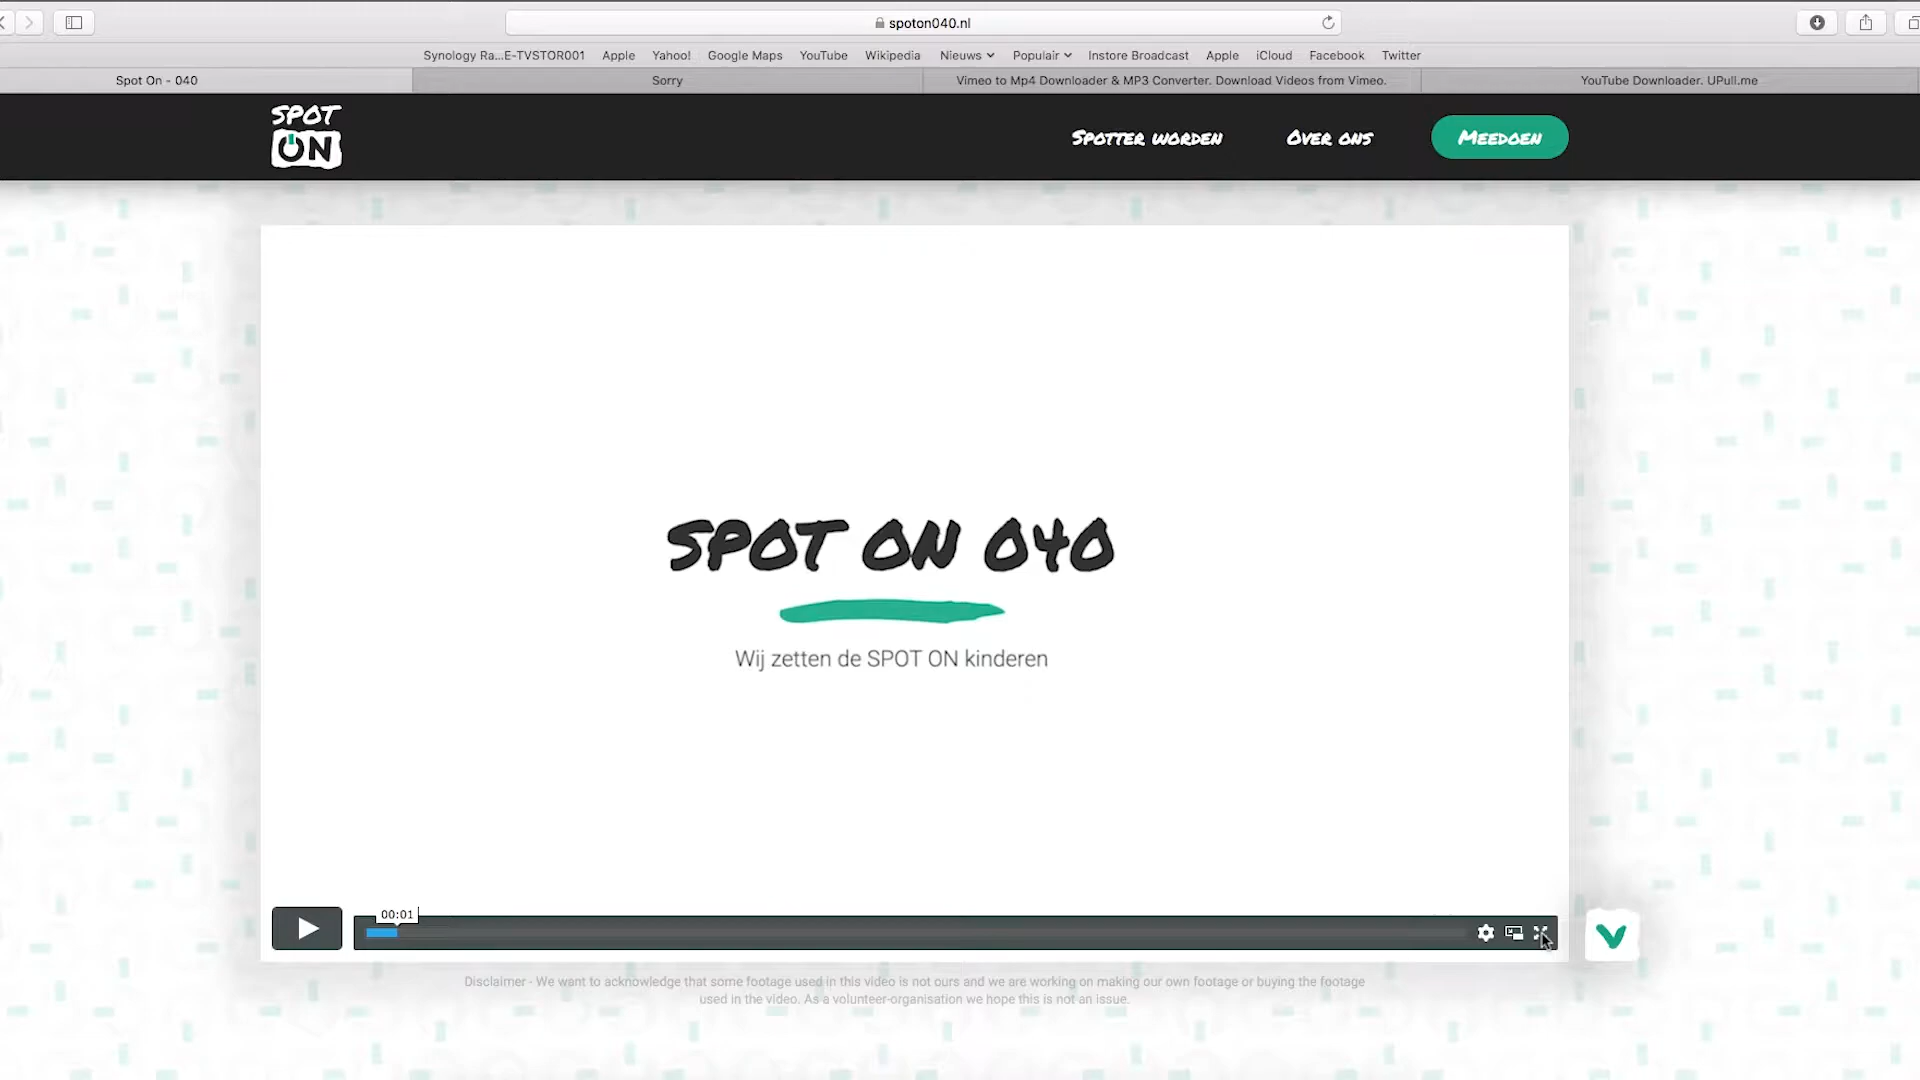 spoton040.nl
Synology Ra...E-TVSTOR001 Apple Yahoo! Google Maps YouTube Wikipedia Nieuws Populair Instore Broadcast Apple iCloud Facebook Twitter
Spot On - 040 Sorry Vimeo to Mp4 Downloader & MP3 Converter. Download Videos from Vimeo. YouTube Downloader. UPull.me
SPOT
ON
Spotter worden Over ons Meedoen
SPOT ON 040
Wij zetten de SPOT ON kinderen
00:01
Disclaimer - We want to acknowledge that some footage used in this video is not ours and we are working on making our own footage or buying the footage
used in the video. As a volunteer-organisation we hope this is not an issue.